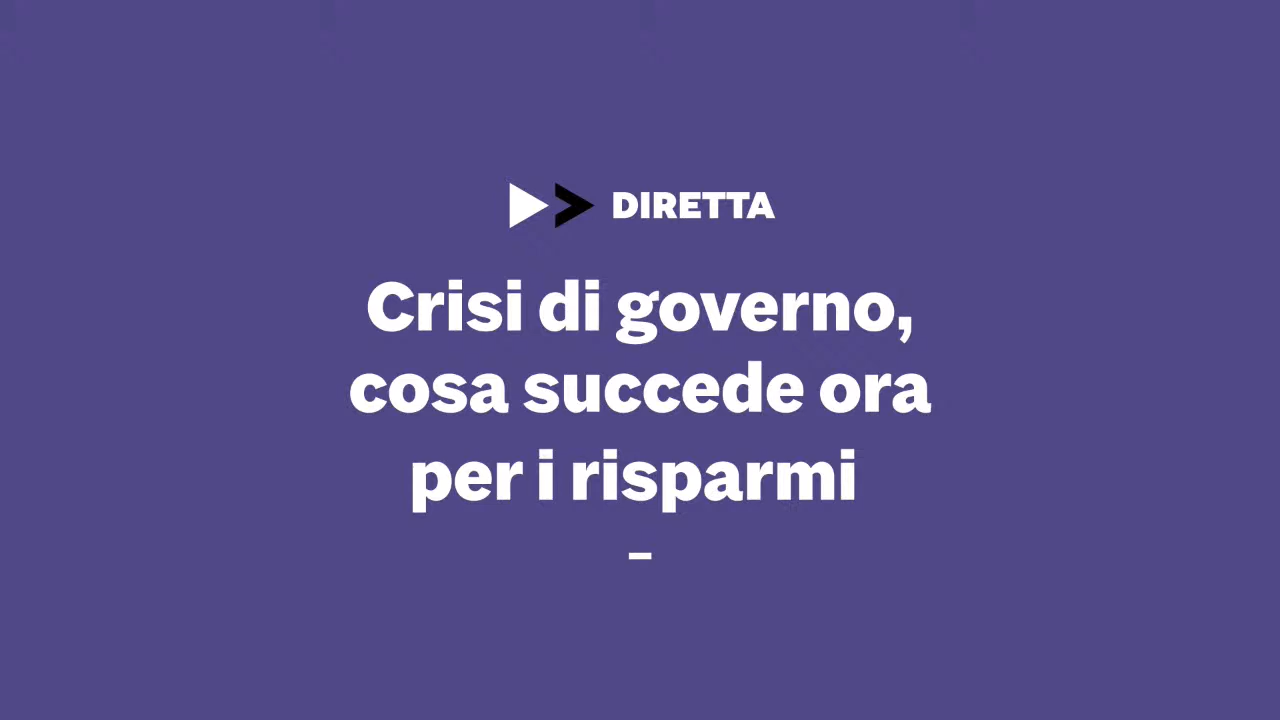 DIRETTA
Crisi di governo,
cosa succede ora
per i risparmi